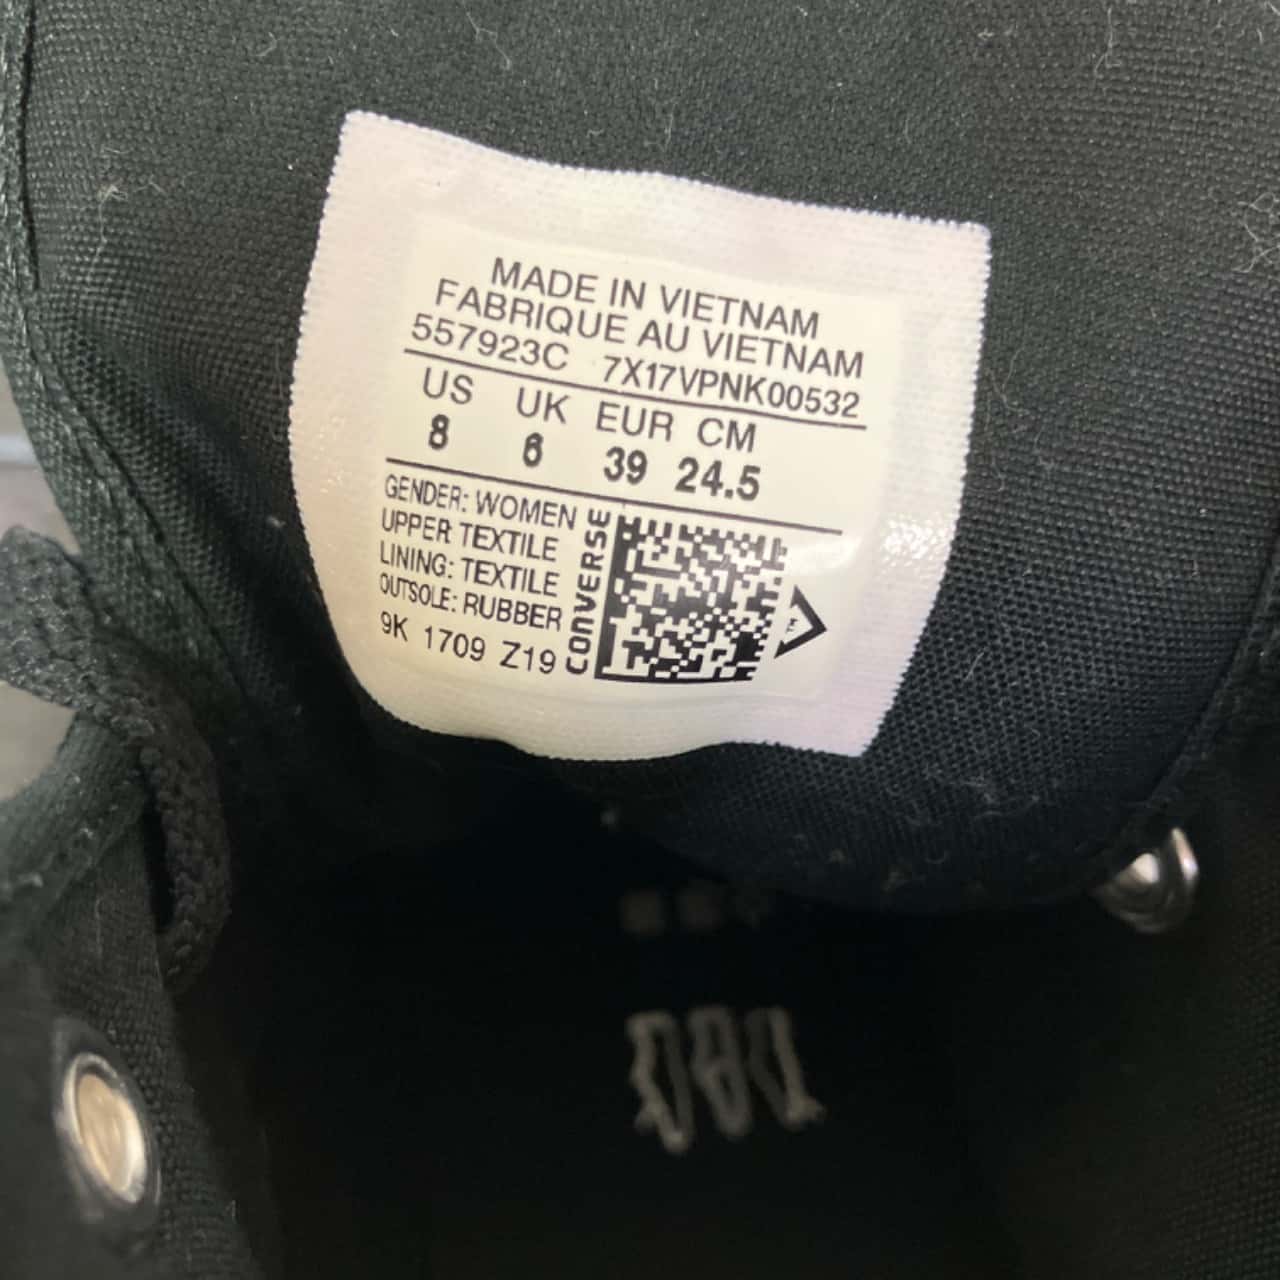 MADE IN VIETNAM
FABRIQUE AU VIETNAM
557923C 7X17VPNK00532
US UK EUR CM
8 6 39 24.5
GENDER: WOMEN
UPPER TEXTILE
LINING: TEXTILE
OUTSOLE: RUBBER
9K 1709 Z19
CONVERSE